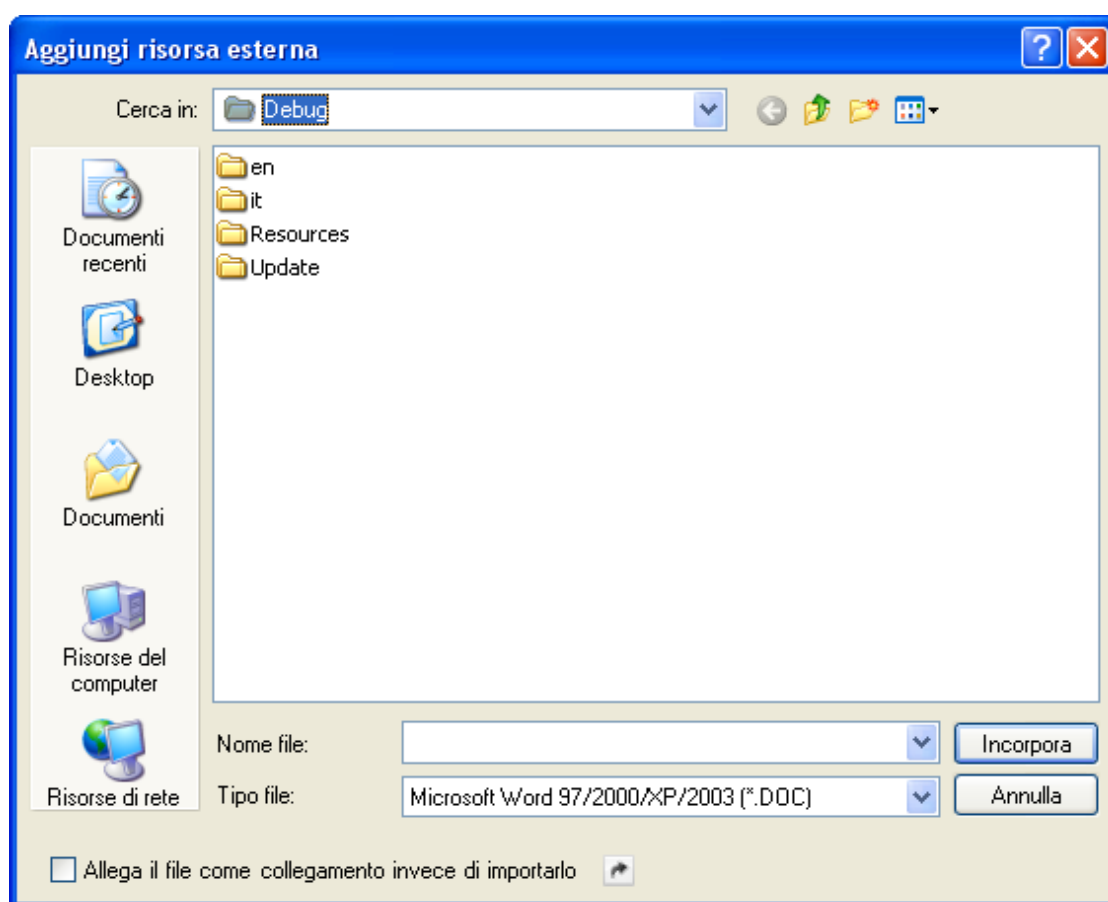 Aggiungi risorsa esterna
Cerca in: Debug
en
it
Resources
Update
Documenti
recenti
Desktop
Documenti
Risorse del
computer
Risorse di rete
Nome file:
Incorpora
Tipo file: Microsoft Word 97/2000/XP/2003 (*.DOC)
Annulla
Allega il file come collegamento invece di importarlo